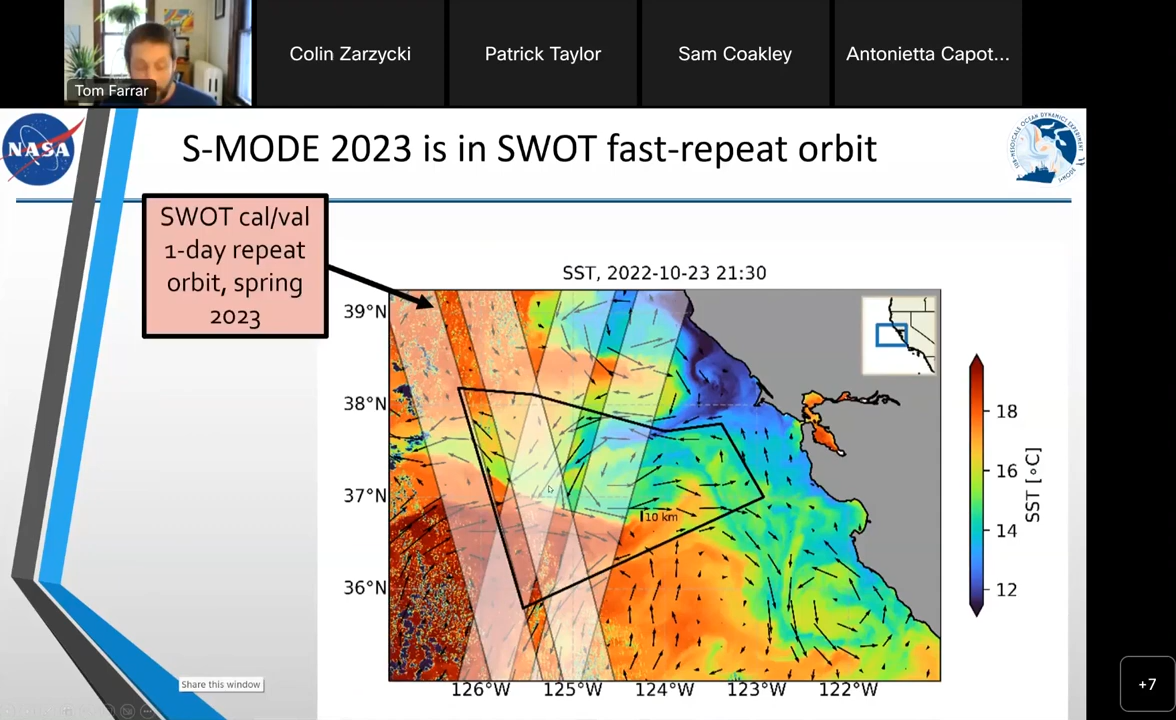 Tom Farrar
Colin Zarzycki
Patrick Taylor
Sam Coakley
Antonietta Capot...
NASA
S-MODE 2023 is in SWOT fast-repeat orbit
SWOT cal/val
1-day repeat
orbit, spring
2023
SST, 2022-10-23 21:30
39°N
38°N
37°N
36°N
10 km
126°W
125°W
124°W
123°W
122°W
18
16
14
12
SST [∘C]
Share this window
+7